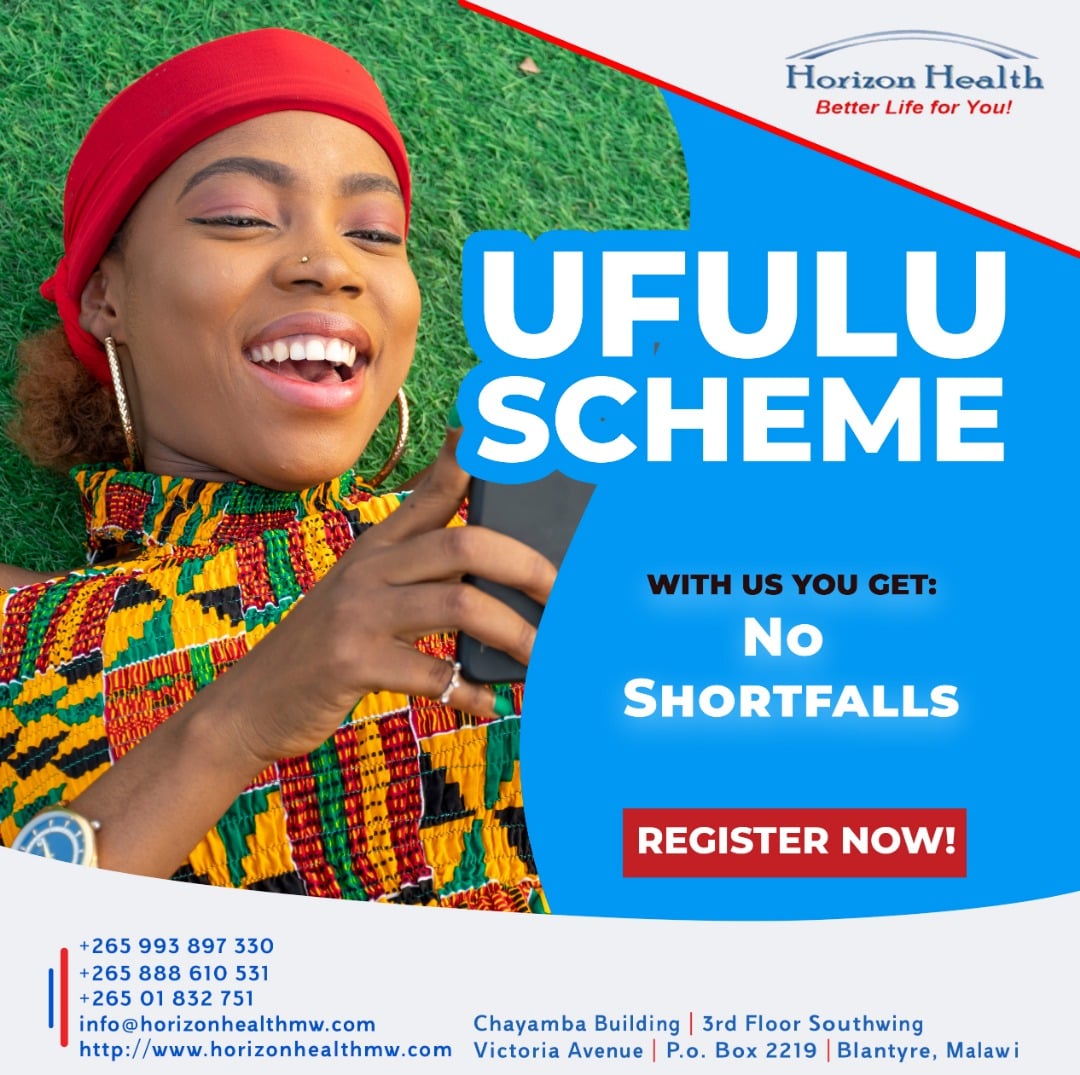 Horizon Health
Better Life for You!
UFULU
SCHEME
WITH US YOU GET:
No
Shortfalls
REGISTER NOW!
+265 993 897 330
+265 888 610 531
+265 01 832 751
info@horizonhealthmw.com
http://www.horizonhealthmw.com
Chayamba Building | 3rd Floor Southwing
Victoria Avenue | P.o. Box 2219 | Blantyre, Malawi